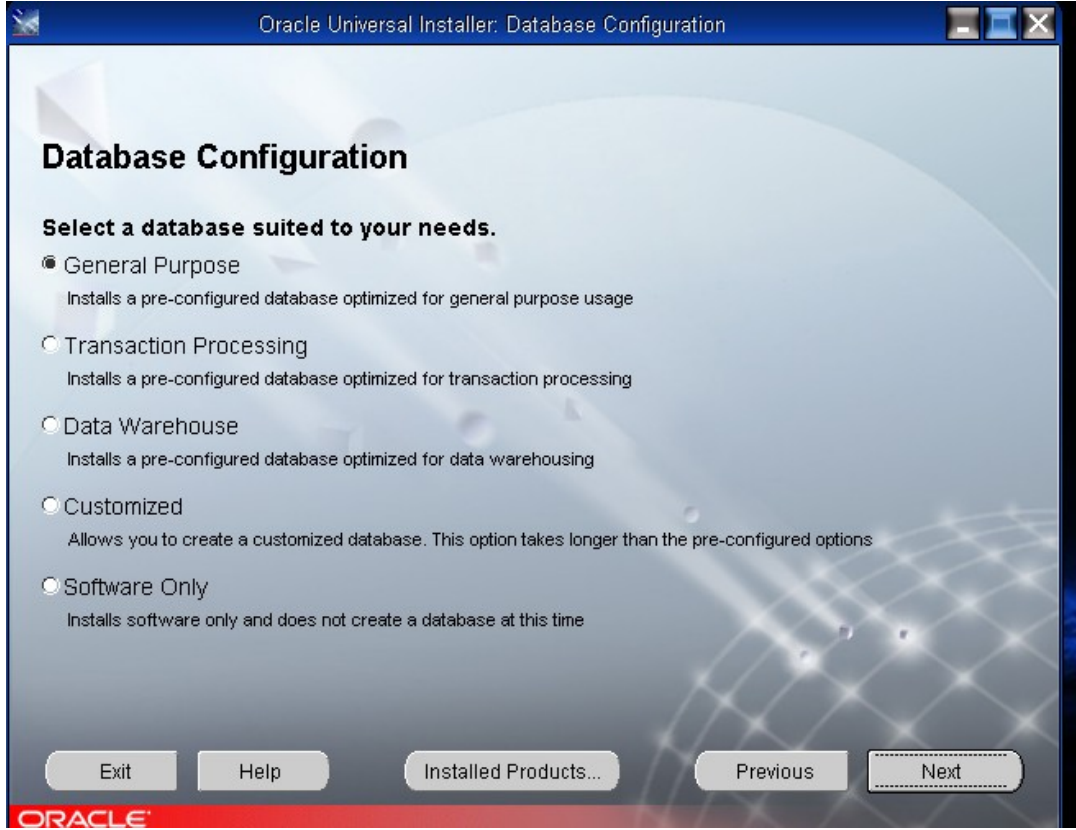 Oracle Universal Installer: Database Configuration
Database Configuration
Select a database suited to your needs.
General Purpose
Installs a pre-configured database optimized for general purpose usage
Transaction Processing
Installs a pre-configured database optimized for transaction processing
Data Warehouse
Installs a pre-configured database optimized for data warehousing
Customized
Allows you to create a customized database. This option takes longer than the pre-configured options
Software Only
Installs software only and does not create a database at this time
Exit Help Installed Products... Previous Next
ORACLE